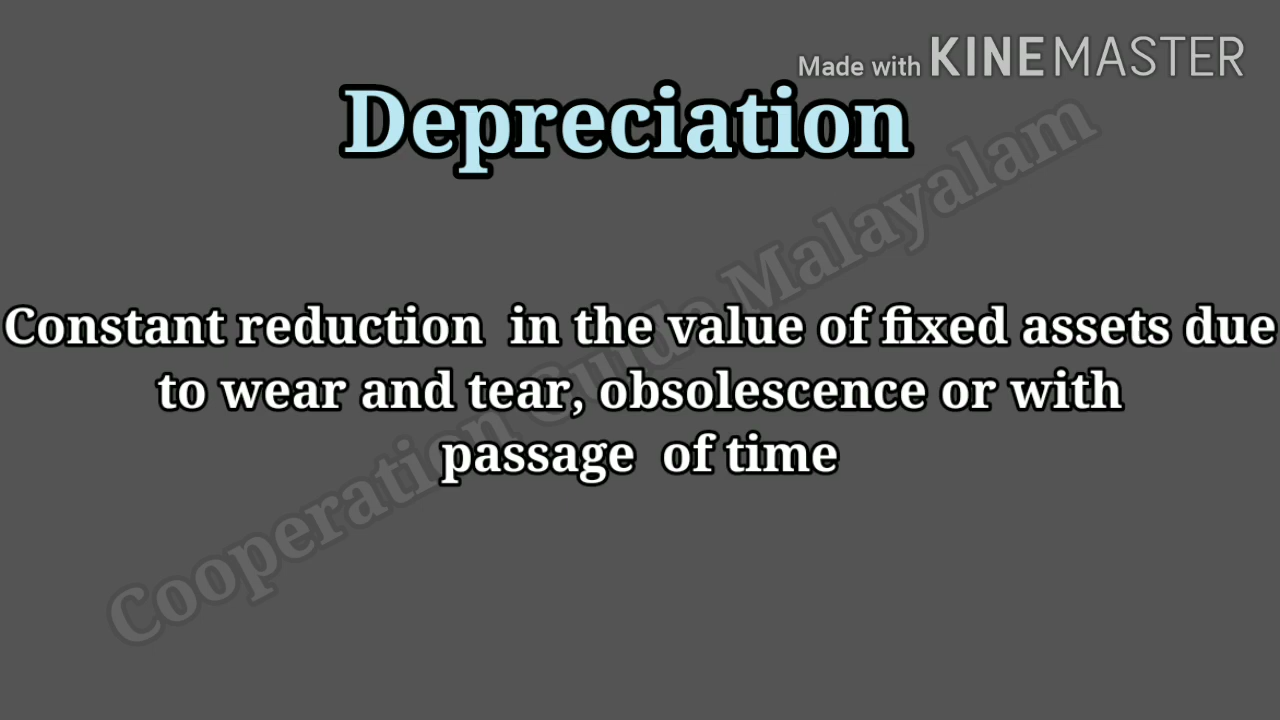 Made with KINEMASTER
Depreciation
Constant reduction in the value of fixed assets due
to wear and tear, obsolescence or with
passage of time
Cooperation Guide Malayalam